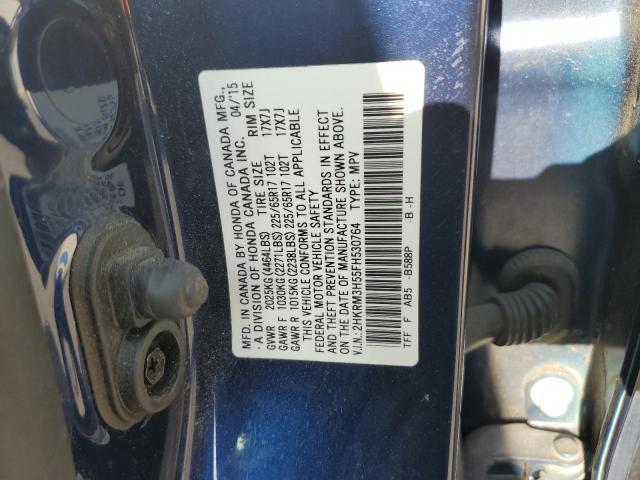 MFD. IN CANADA BY HONDA OF CANADA MFG.,
- A DIVISION OF HONDA CANADA INC. 04/15
GVWR 2025KG(4464LBS) TIRE SIZE RIM SIZE
GAWR F 1030KG(2271LBS) 225/65R17 102T 17X7J
GAWR R 1015KG(2238LBS) 225/65R17 102T 17X7J
THIS VEHICLE CONFORMS TO ALL APPLICABLE
FEDERAL MOTOR VEHICLE SAFETY
AND THEFT PREVENTION STANDARDS IN EFFECT
ON THE DATE OF MANUFACTURE SHOWN ABOVE.
V.I.N.: 2HKRM3H55FH530764 TYPE: MPV
TFF F AB5 -B588P -B -H